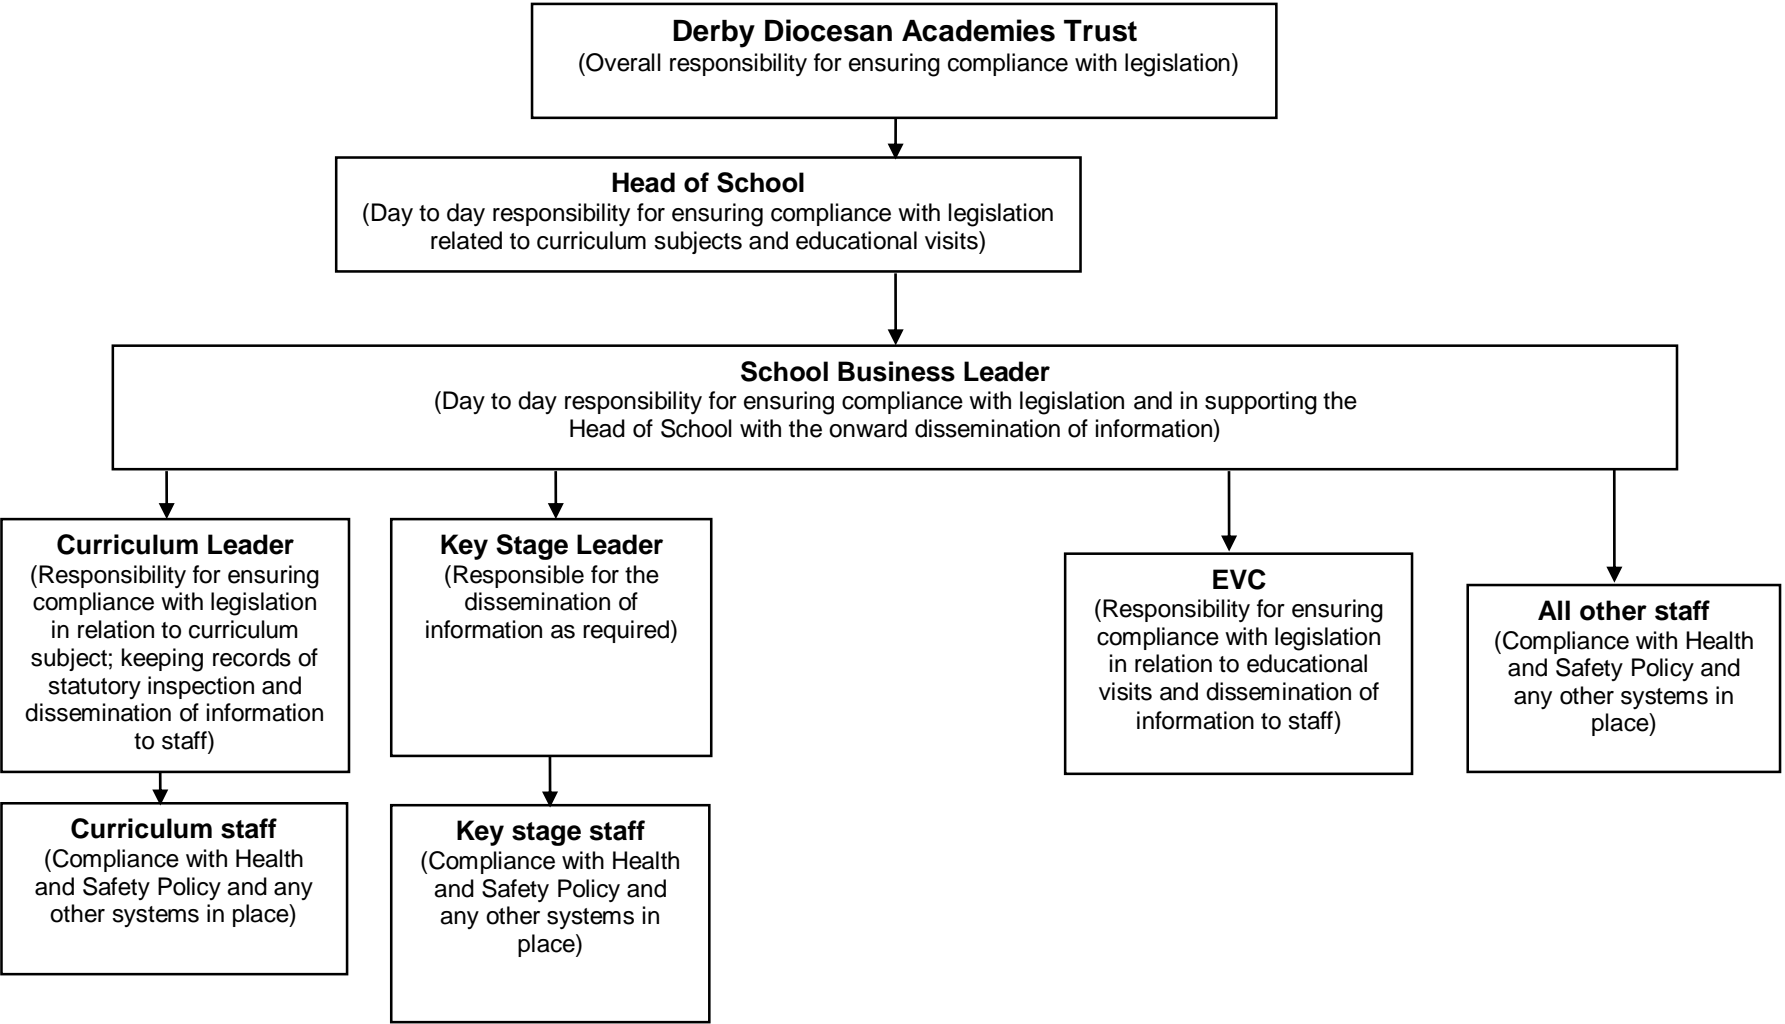 Derby Diocesan Academies Trust
(Overall responsibility for ensuring compliance with legislation)
Head of School
(Day to day responsibility for ensuring compliance with legislation
related to curriculum subjects and educational visits)
School Business Leader
(Day to day responsibility for ensuring compliance with legislation and in supporting the
Head of School with the onward dissemination of information)
Curriculum Leader
(Responsibility for ensuring
compliance with legislation
in relation to curriculum
subject; keeping records of
statutory inspection and
dissemination of information
to staff)
Key Stage Leader
(Responsible for the
dissemination of
information as required)
EVC
(Responsibility for ensuring
compliance with legislation
in relation to educational
visits and dissemination of
information to staff)
All other staff
(Compliance with Health
and Safety Policy and
any other systems in
place)
Curriculum staff
(Compliance with Health
and Safety Policy and any
other systems in place)
Key stage staff
(Compliance with Health
and Safety Policy and
any other systems in
place)